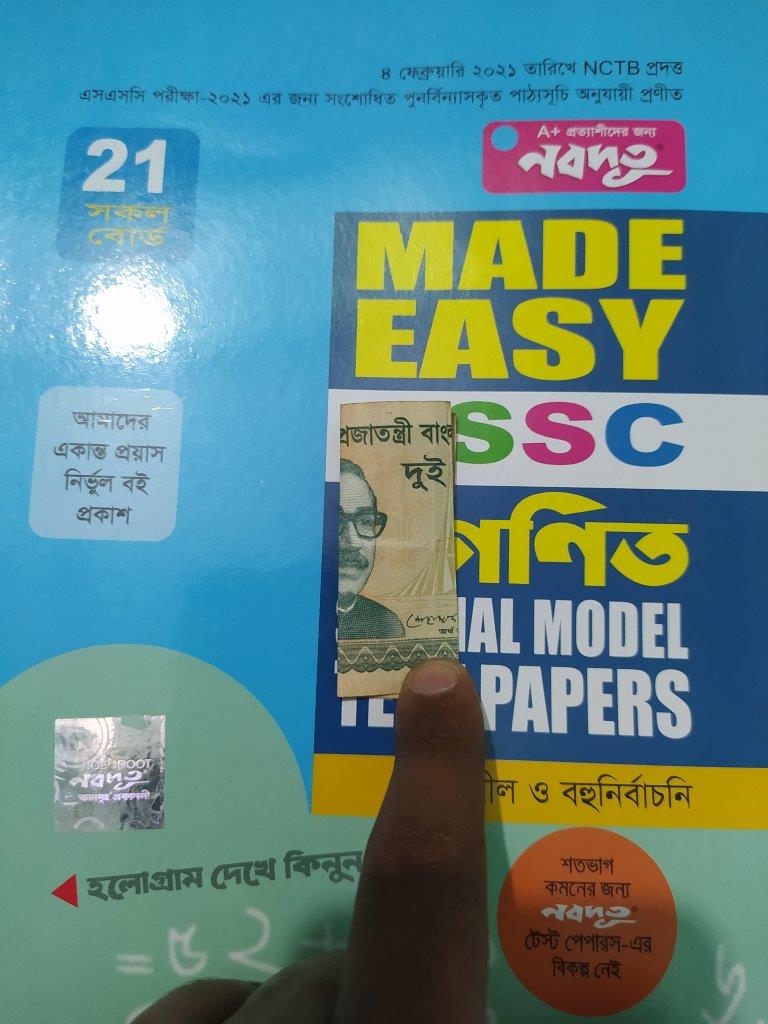 ৪ ফেব্রুয়ারি ২০২১ তারিখে NCTB প্রদত্ত
এসএসসি পরীক্ষা-২০২১ এর জন্য সংশোধিত পুনর্বিন্যাসকৃত পাঠ্যসূচি অনুযায়ী প্রণীত
21
সকল
বোর্ড
A+ প্রত্যাশীদের জন্য
নবদূত
MADE
EASY
SSC
আমাদের
একান্ত প্রয়াস
নির্ভুল বই
প্রকাশ
প্রজাতন্ত্রী
দুই
MODEL
PAPERS
ও বহুনির্বাচনি
NOBODOOT
নবদূত
হলোগ্রাম দেখে কিনুন
শতভাগ
কমনের জন্য
নবদূত
টেস্ট পেপারস-এর
বিকল্প নেই
= ৫২ +